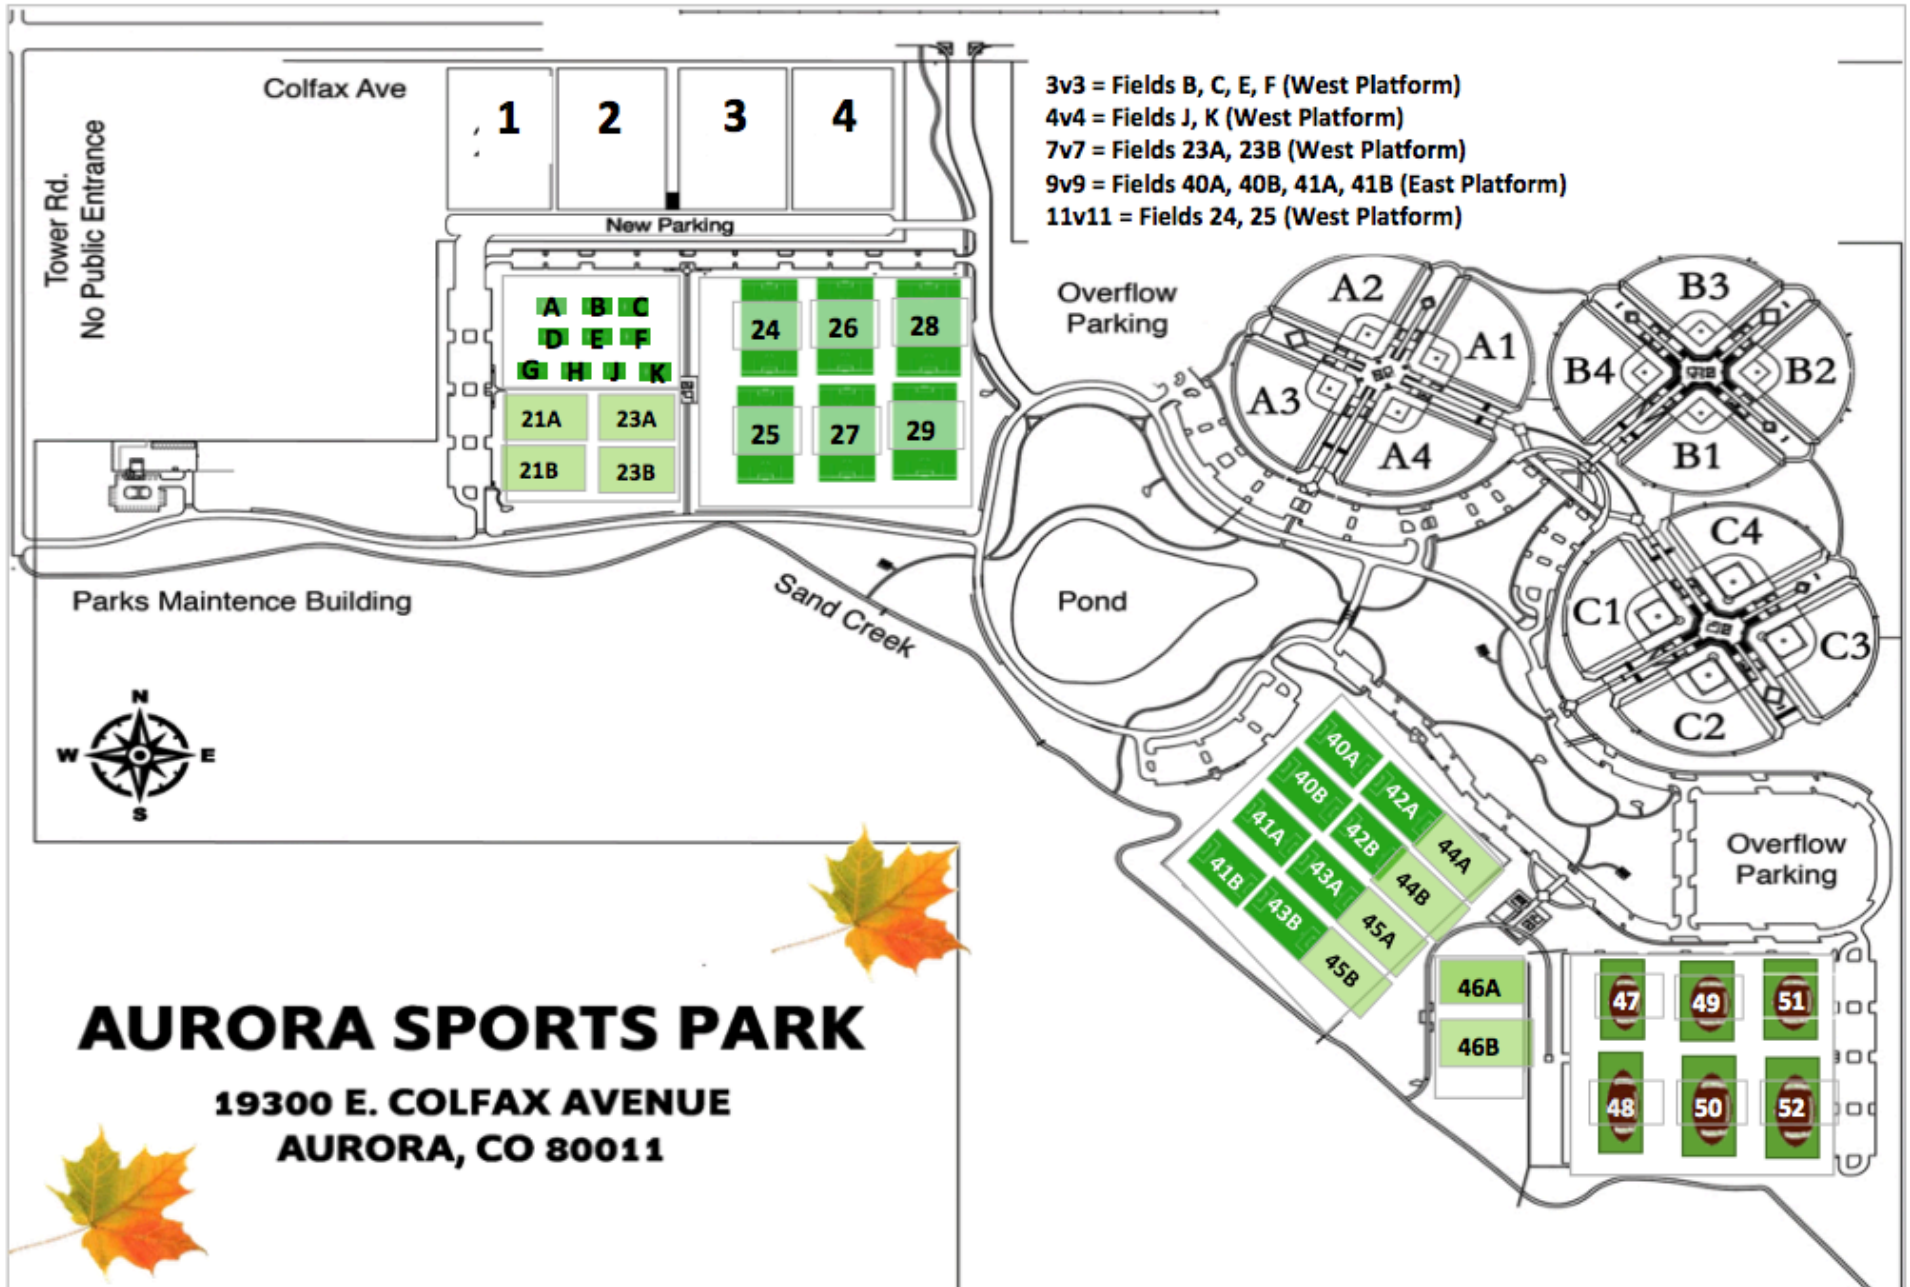 Colfax Ave
Tower Rd.
No Public Entrance
1
2
3
4
New Parking
3v3 = Fields B, C, E, F (West Platform)
4v4 = Fields J, K (West Platform)
7v7 = Fields 23A, 23B (West Platform)
9v9 = Fields 40A, 40B, 41A, 41B (East Platform)
11v11 = Fields 24, 25 (West Platform)
A B C
D E F
G H J K
21A 23A
21B 23B
24 26 28
25 27 29
Overflow
Parking
A2
A1
A3
A4
B3
B4
B2
B1
C4
C1
C3
C2
Parks Maintence Building
Sand Creek
Pond
N
W E
S
40A
40B
41A
41B
42A
42B
43A
43B
44A
44B
45A
45B
46A
46B
Overflow
Parking
47 49 51
48 50 52
AURORA SPORTS PARK
19300 E. COLFAX AVENUE
AURORA, CO 80011